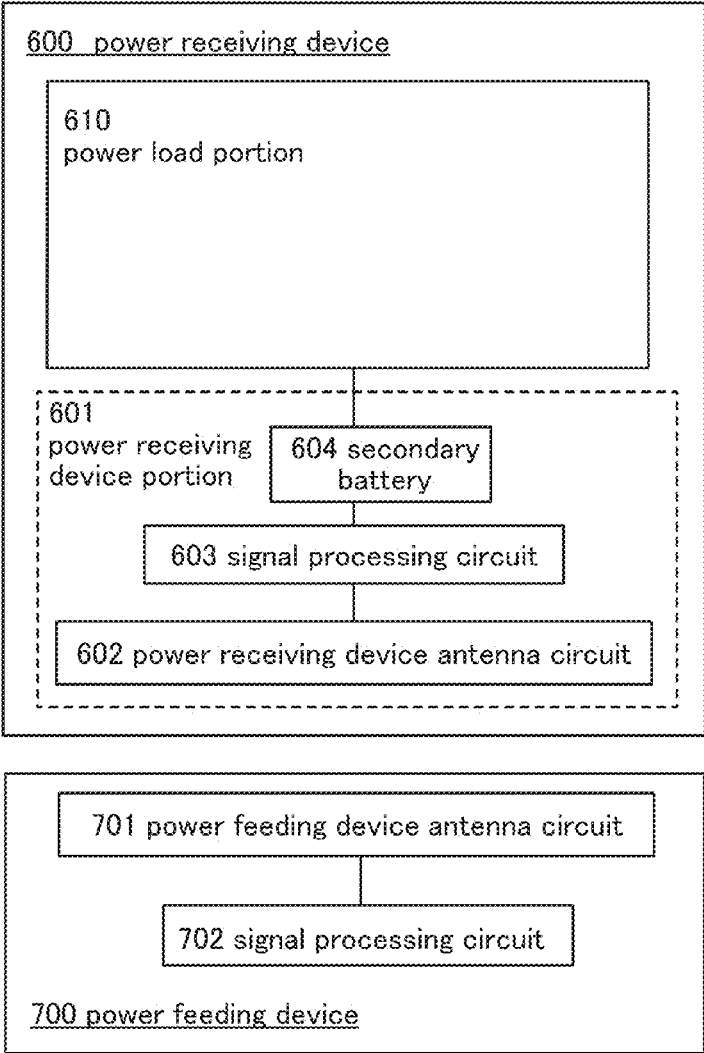 600 power receiving device
610
power load portion
601
power receiving
device portion
604 secondary
battery
603 signal processing circuit
602 power receiving device antenna circuit
701 power feeding device antenna circuit
702 signal processing circuit
700 power feeding device